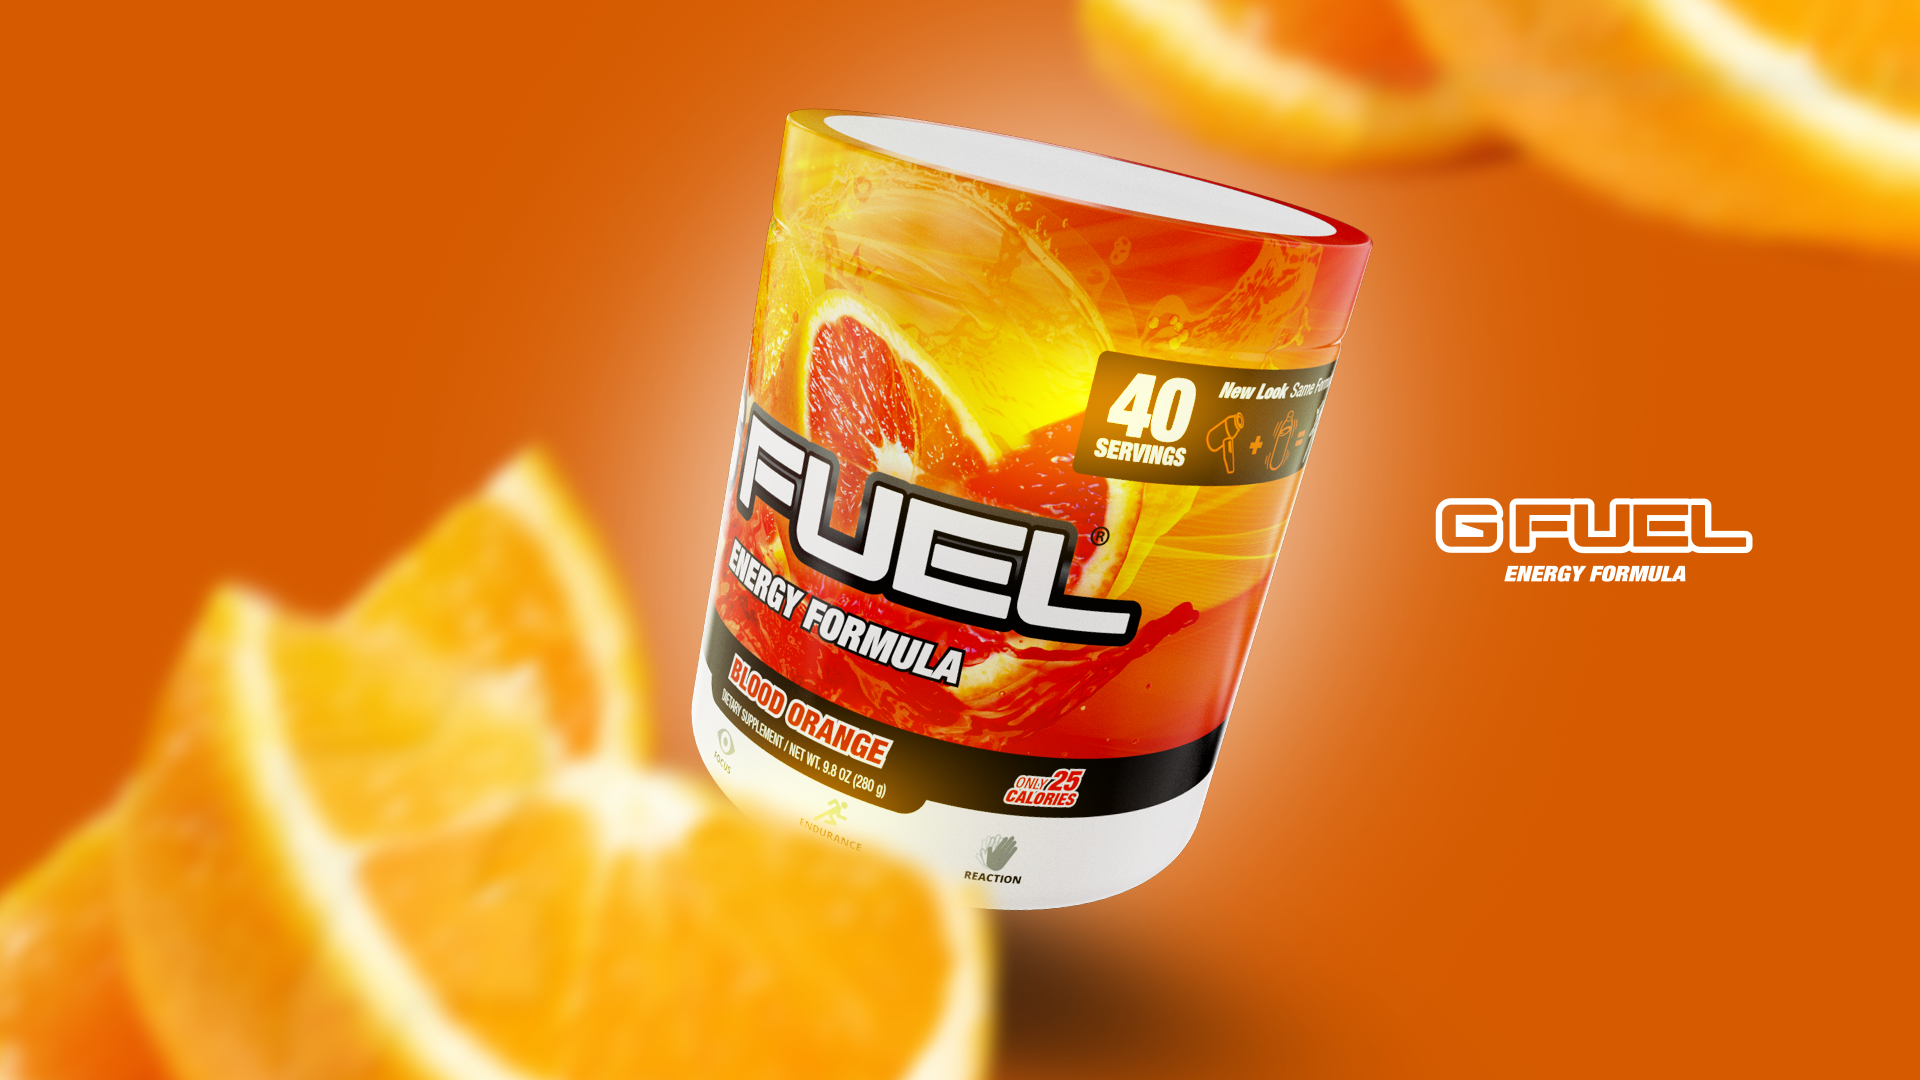 40
SERVINGS
New Look Same
FUEL®
ENERGY FORMULA
BLOOD ORANGE
DIETARY SUPPLEMENT / NET WT. 9.8 OZ (280 g)
ONLY 25
CALORIES
FOCUS
ENDURANCE
REACTION
G FUEL
ENERGY FORMULA